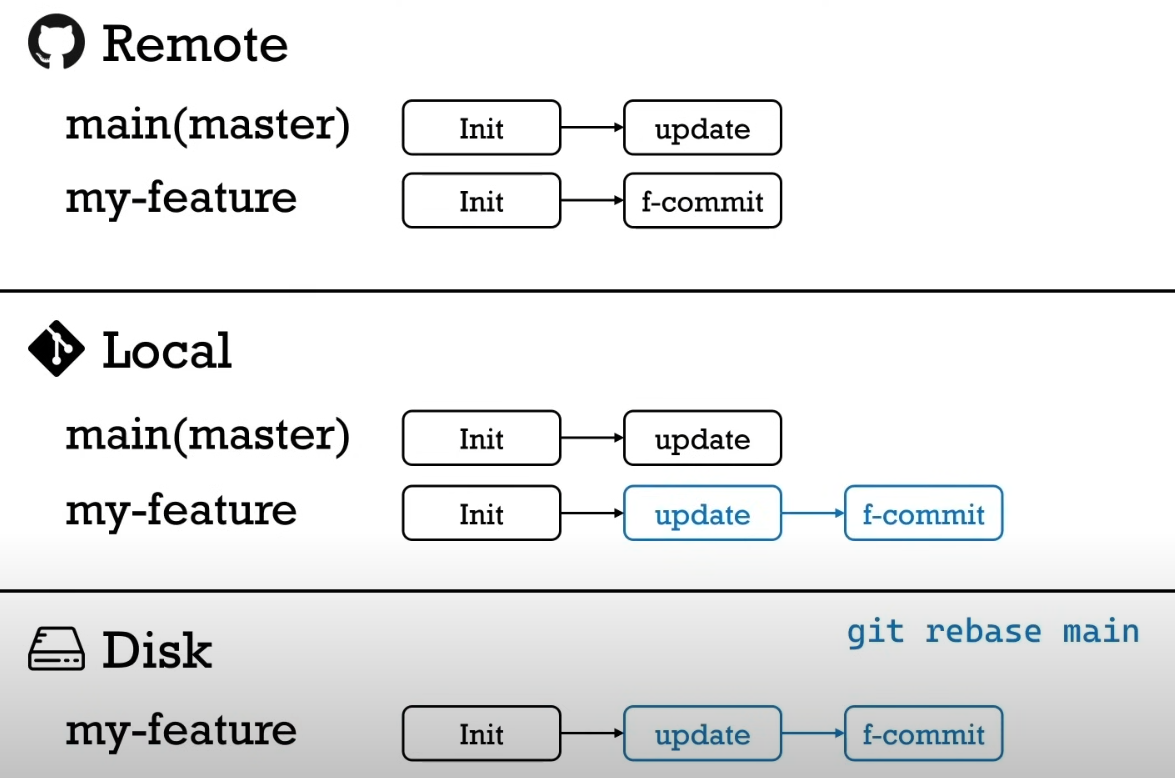 Remote
main(master) Init update
my-feature Init f-commit
Local
main(master) Init update
my-feature Init update f-commit
Disk git rebase main
my-feature Init update f-commit